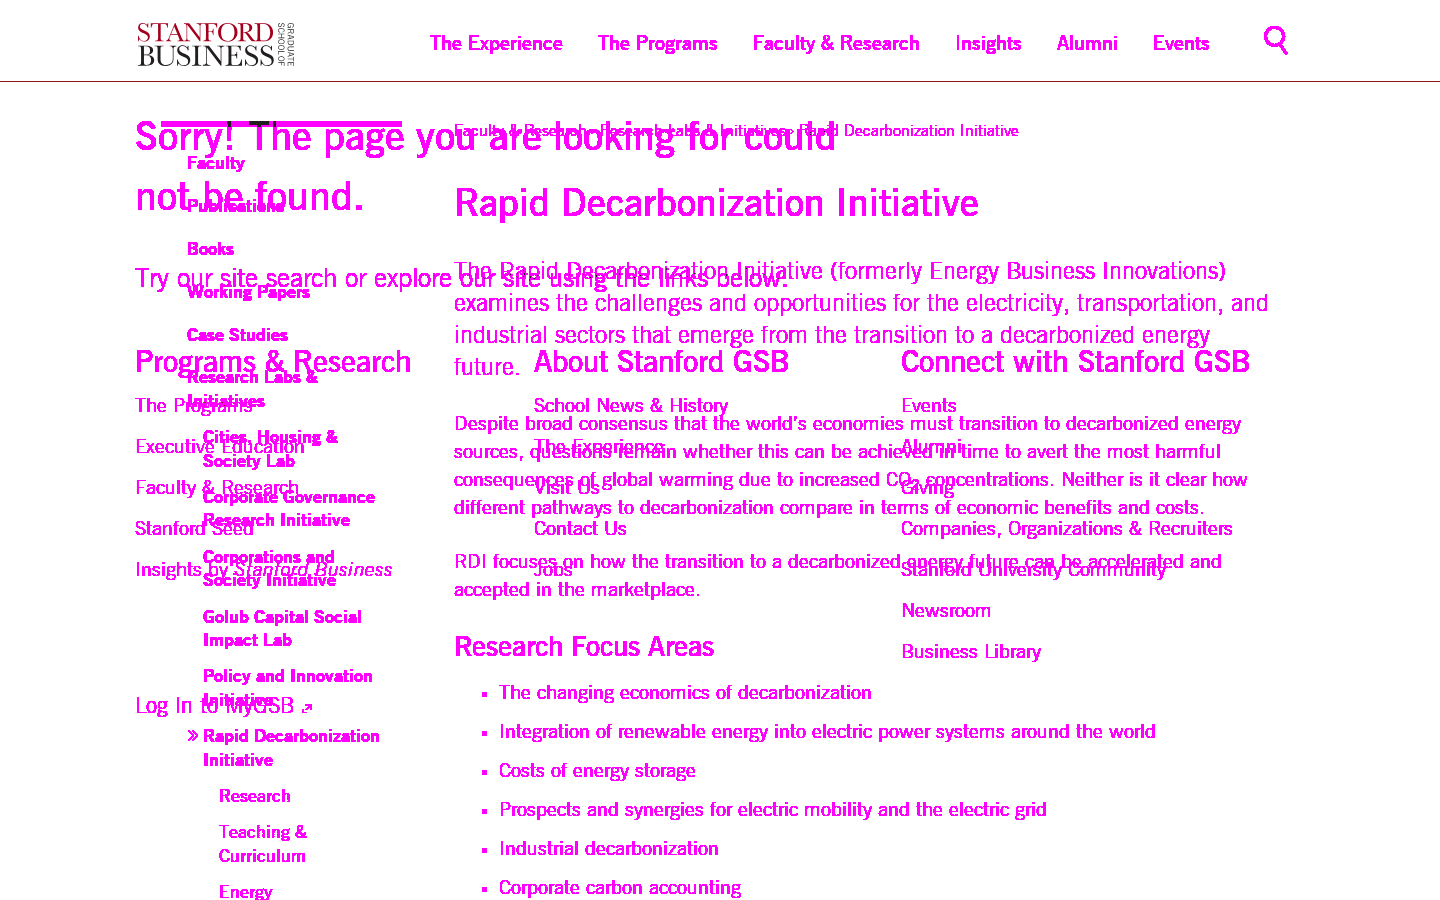 STANFORD
BUSINESS
GRADUATE
SCHOOL OF
The Experience
The Programs
Faculty & Research
Insights
Alumni
Events
Sorry! The page you are looking for could
not be found.
Try our site search or explore our site using the links below.
Programs & Research
The Programs
Executive Education
Faculty & Research
Stanford Seed
Insights by Stanford Business
About Stanford GSB
School News & History
The Experience
Visit Us
Contact Us
Jobs
Connect with Stanford GSB
Events
Alumni
Giving
Companies, Organizations & Recruiters
Stanford University Community
Newsroom
Business Library
Log In to MyGSB
Faculty
Publications
Books
Working Papers
Case Studies
Research Labs &
Initiatives
Cities, Housing &
Society Lab
Corporate Governance
Research Initiative
Corporations and
Society Initiative
Golub Capital Social
Impact Lab
Policy and Innovation
Initiative
» Rapid Decarbonization
Initiative
Research
Teaching &
Curriculum
Energy
Faculty & Research › Research Labs & Initiatives › Rapid Decarbonization Initiative
Rapid Decarbonization Initiative
The Rapid Decarbonization Initiative (formerly Energy Business Innovations)
examines the challenges and opportunities for the electricity, transportation, and
industrial sectors that emerge from the transition to a decarbonized energy
future.
Despite broad consensus that the world's economies must transition to decarbonized energy
sources, questions remain whether this can be achieved in time to avert the most harmful
consequences of global warming due to increased CO₂ concentrations. Neither is it clear how
different pathways to decarbonization compare in terms of economic benefits and costs.
RDI focuses on how the transition to a decarbonized energy future can be accelerated and
accepted in the marketplace.
Research Focus Areas
▪ The changing economics of decarbonization
▪ Integration of renewable energy into electric power systems around the world
▪ Costs of energy storage
▪ Prospects and synergies for electric mobility and the electric grid
▪ Industrial decarbonization
▪ Corporate carbon accounting